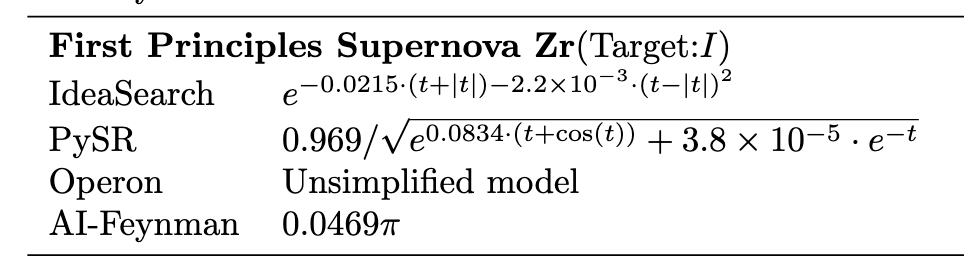 First Principles Supernova Zr(Target:I)
IdeaSearch e^{−0.0215·(t+|t|)−2.2×10^{−3}·(t−|t|)^2}
PySR 0.969/√(e^{0.0834·(t+cos(t))} + 3.8 × 10^{−5} · e^{−t})
Operon Unsimplified model
AI-Feynman 0.0469π